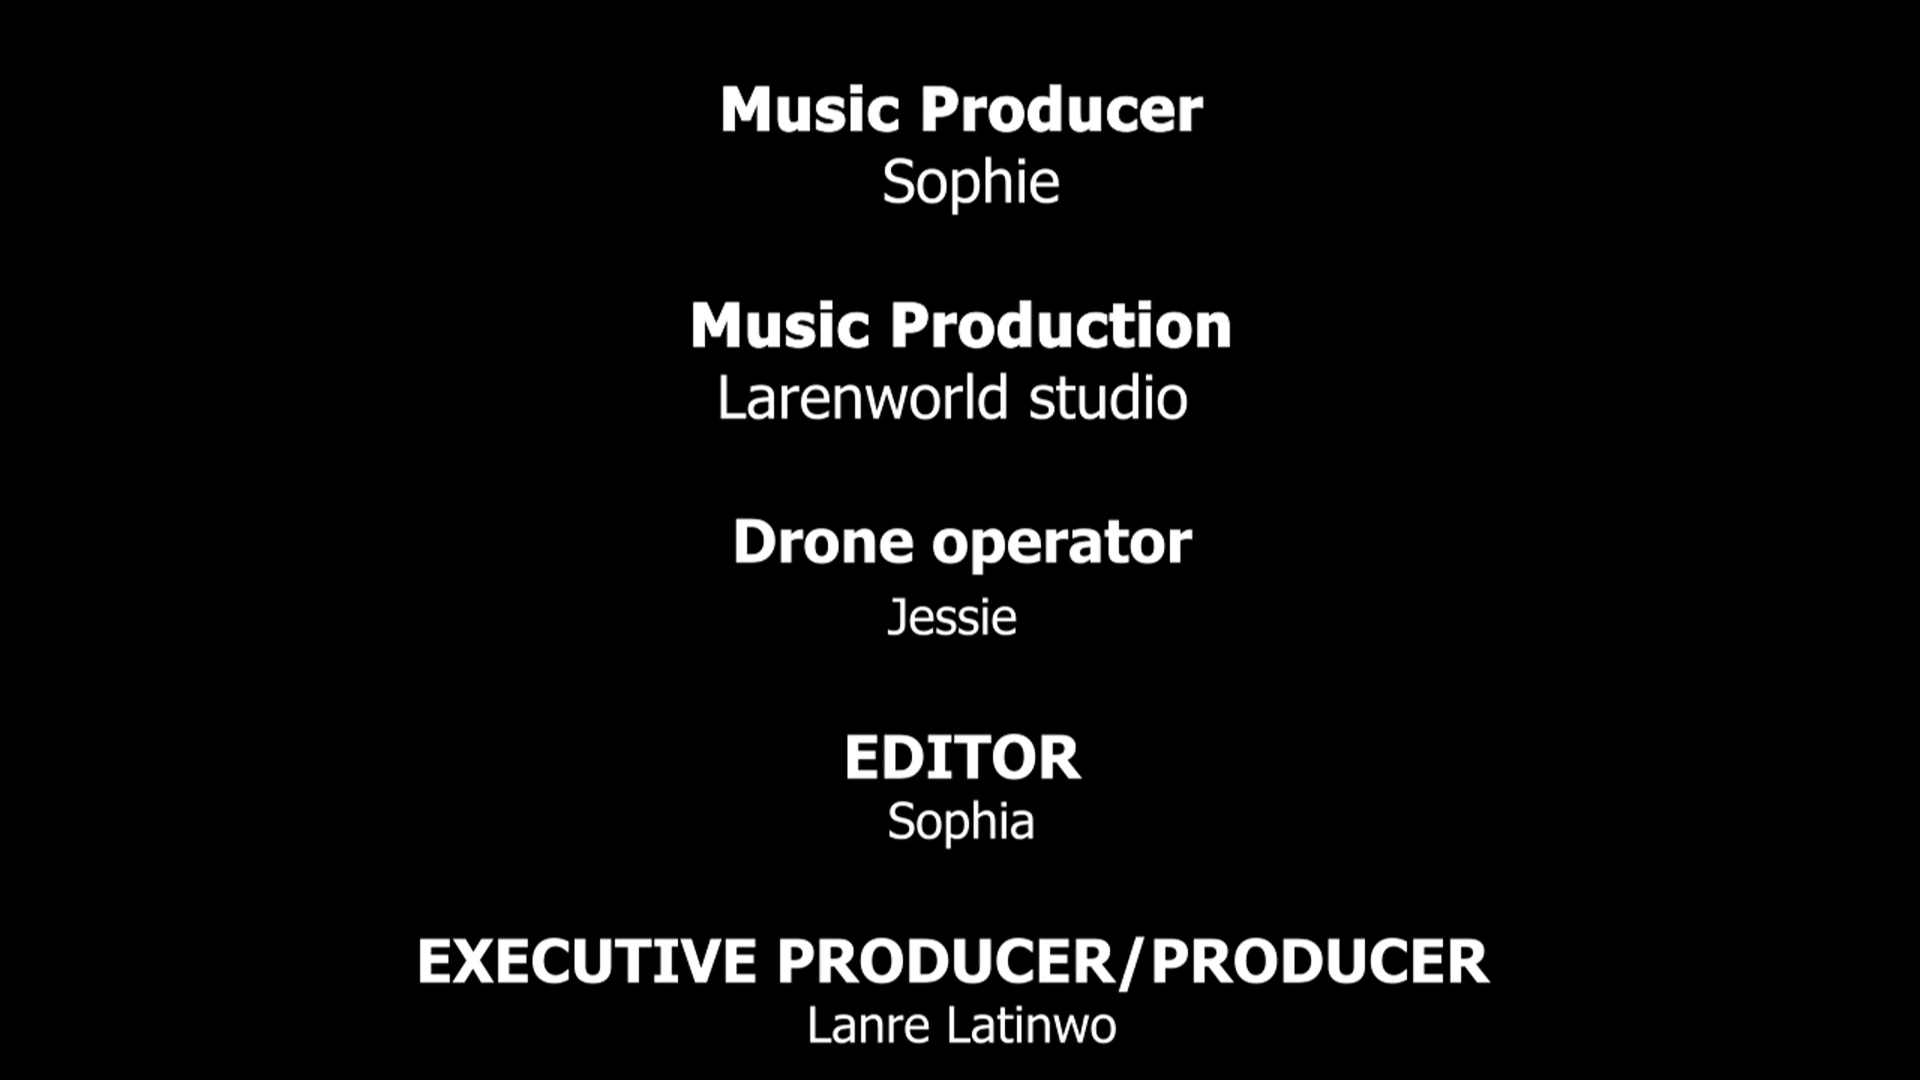 Music Producer
Sophie
Music Production
Larenworld studio
Drone operator
Jessie
EDITOR
Sophia
EXECUTIVE PRODUCER/PRODUCER
Lanre Latinwo